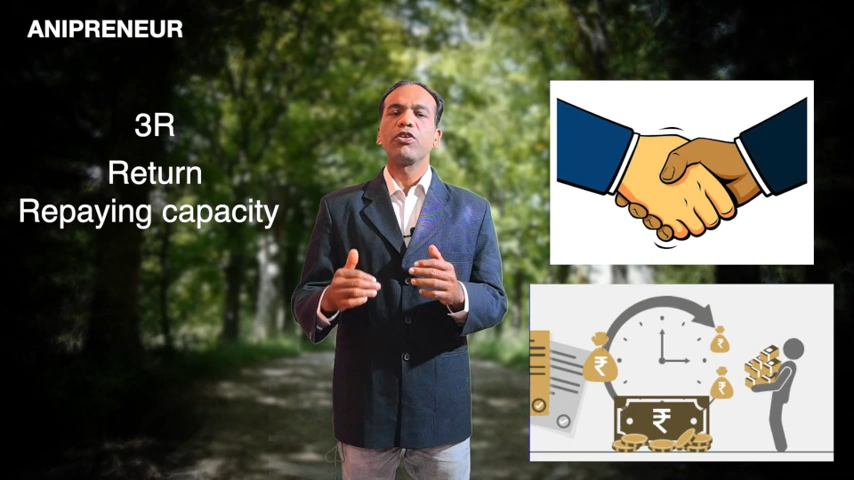 ANIPRENEUR
3R
Return
Repaying capacity
₹
₹
₹
₹